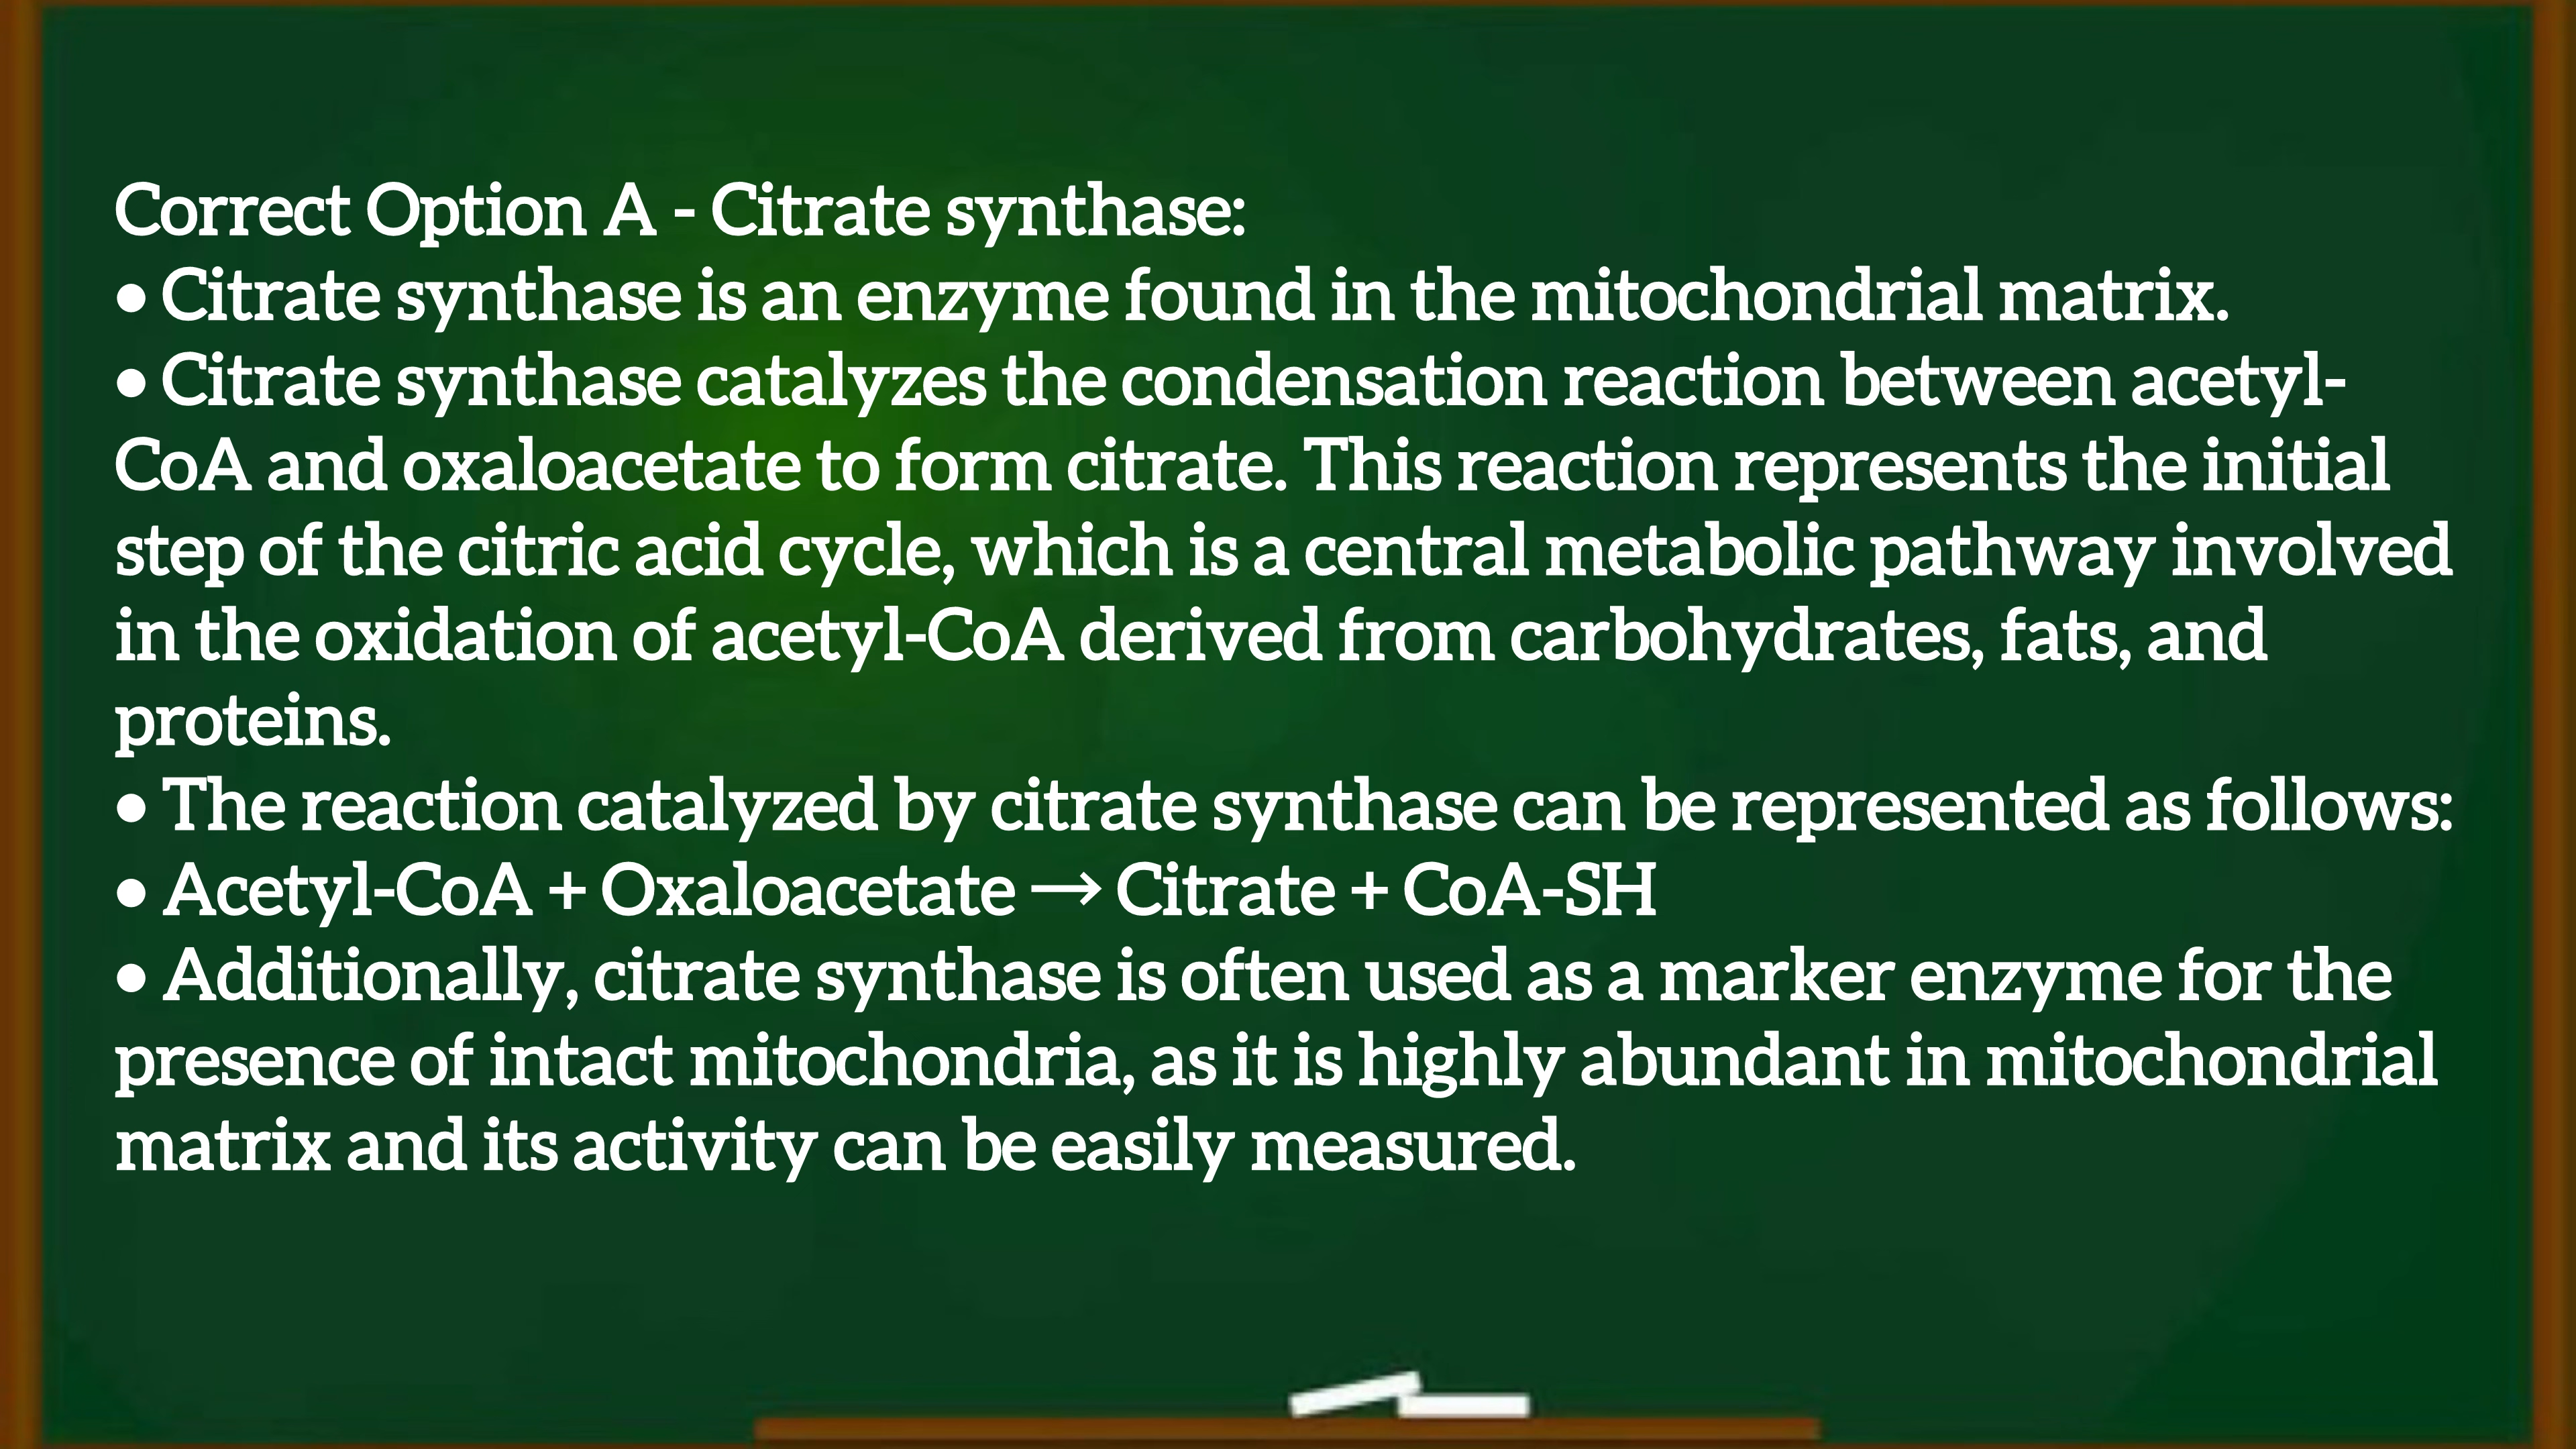 Correct Option A - Citrate synthase:
● Citrate synthase is an enzyme found in the mitochondrial matrix.
● Citrate synthase catalyzes the condensation reaction between acetyl-
CoA and oxaloacetate to form citrate. This reaction represents the initial
step of the citric acid cycle, which is a central metabolic pathway involved
in the oxidation of acetyl-CoA derived from carbohydrates, fats, and
proteins.
● The reaction catalyzed by citrate synthase can be represented as follows:
● Acetyl-CoA + Oxaloacetate → Citrate + CoA-SH
● Additionally, citrate synthase is often used as a marker enzyme for the
presence of intact mitochondria, as it is highly abundant in mitochondrial
matrix and its activity can be easily measured.